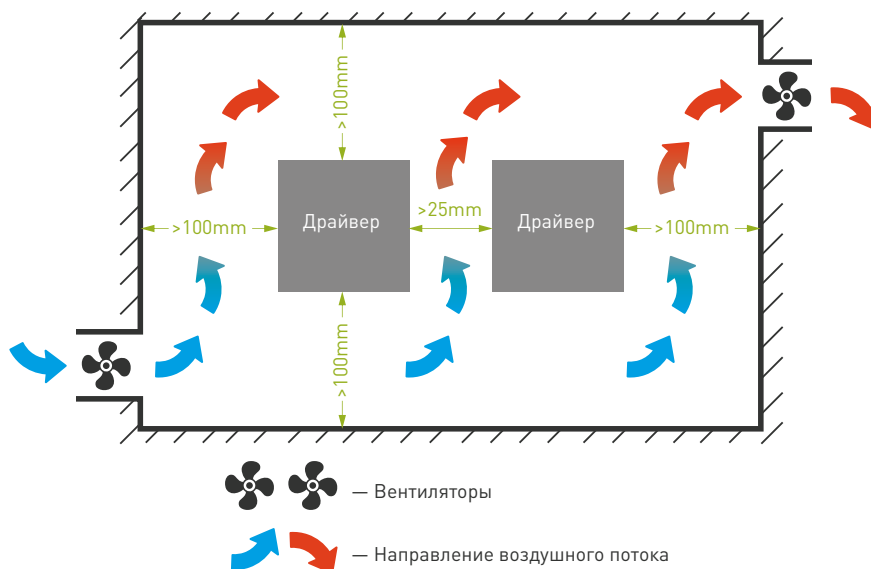 >100mm
Драйвер
Драйвер
>25mm
>100mm
>100mm
>100mm
— Вентиляторы
— Направление воздушного потока